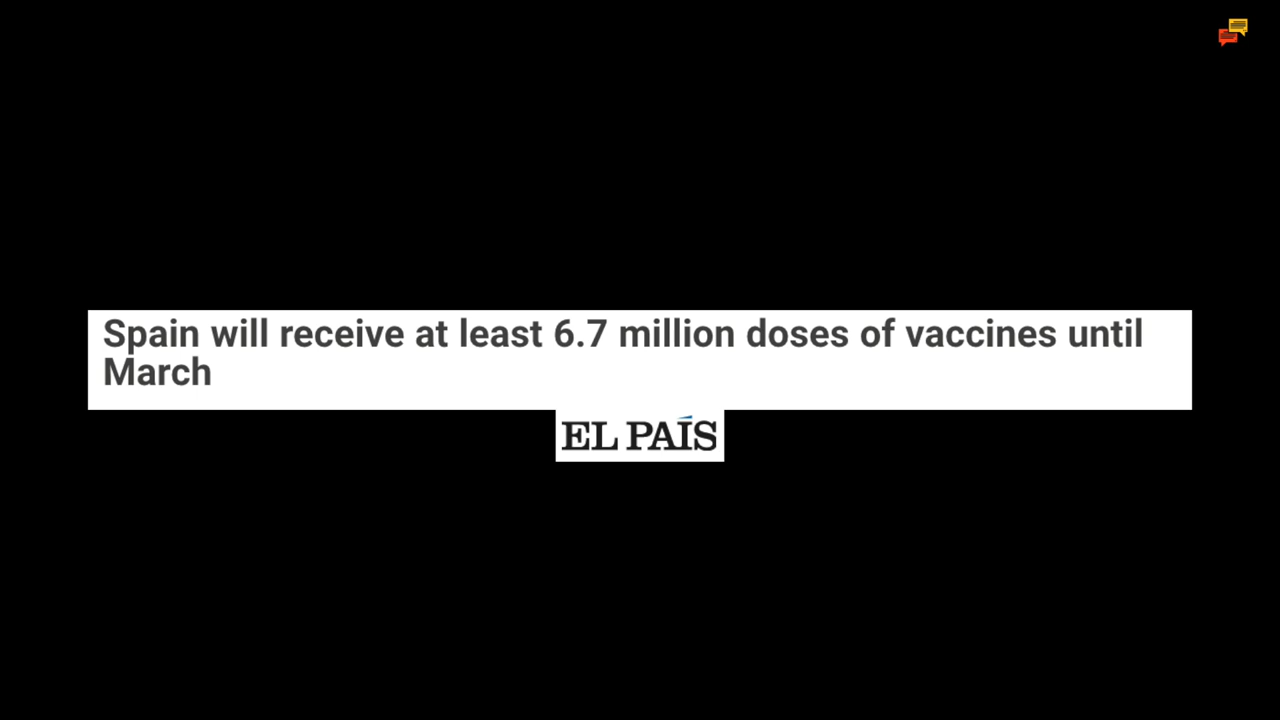 Spain will receive at least 6.7 million doses of vaccines until
March
EL PAÍS